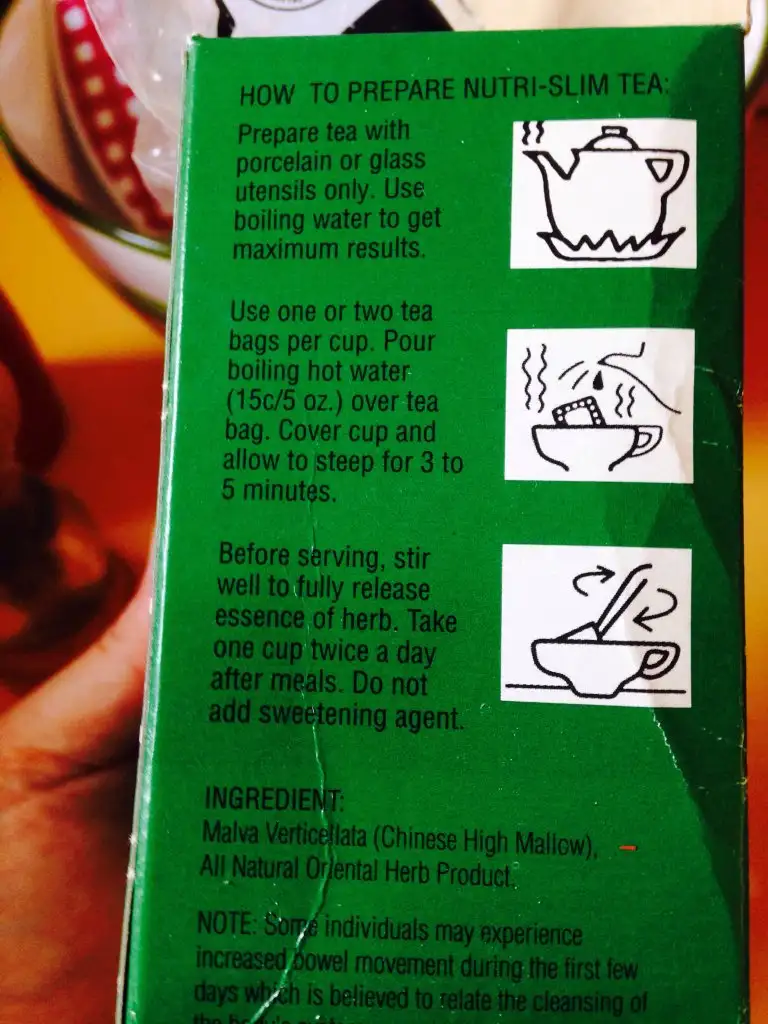 HOW TO PREPARE NUTRI-SLIM TEA:
Prepare tea with
porcelain or glass
utensils only. Use
boiling water to get
maximum results.
Use one or two tea
bags per cup. Pour
boiling hot water
(15c/5 oz.) over tea
bag. Cover cup and
allow to steep for 3 to
5 minutes.
Before serving, stir
well to fully release
essence of herb. Take
one cup twice a day
after meals. Do not
add sweetening agent.
INGREDIENT:
Malva Verticellata (Chinese High Mallow),
All Natural Oriental Herb Product.
NOTE: Some individuals may experience
increased bowel movement during the first few
days which is believed to relate the cleansing of
the body's